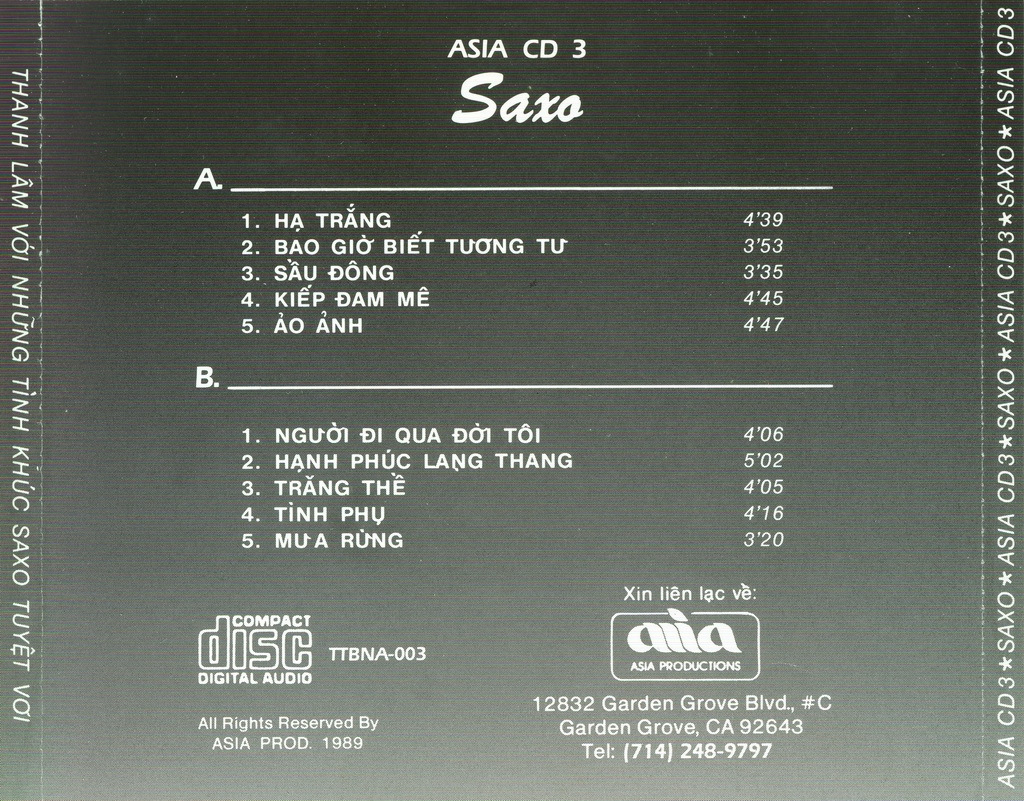 THANH LÂM VỚI NHỮNG TÌNH KHÚC SAXO TUYỆT VƠI
ASIA CD 3
Saxo
A.
1. HẠ TRẮNG 4'39
2. BAO GIỜ BIẾT TƯƠNG TƯ 3'53
3. SẦU ĐÔNG 3'35
4. KIẾP ĐAM MÊ 4'45
5. ẢO ẢNH 4'47
B.
1. NGƯỜI ĐI QUA ĐỜI TÔI 4'06
2. HẠNH PHÚC LANG THANG 5'02
3. TRĂNG THỀ 4'05
4. TÌNH PHỤ 4'16
5. MƯA RỪNG 3'20
COMPACT
disc
DIGITAL AUDIO
TTBNA-003
All Rights Reserved By
ASIA PROD. 1989
Xin liên lạc về:
asia
ASIA PRODUCTIONS
12832 Garden Grove Blvd., #C
Garden Grove, CA 92643
Tel: (714) 248-9797
ASIA CD3★SAXO★ASIA CD3★SAXO★ASIA CD3★SAXO★ASIA CD3